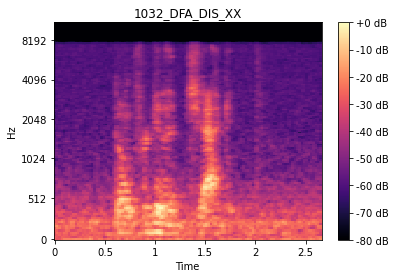 1032_DFA_DIS_XX
+0 dB
8192
-10 dB
4096
-20 dB
-30 dB
2048
Hz
-40 dB
1024
-50 dB
512
-60 dB
-70 dB
0
-80 dB
0 0.5 1 1.5 2 2.5
Time